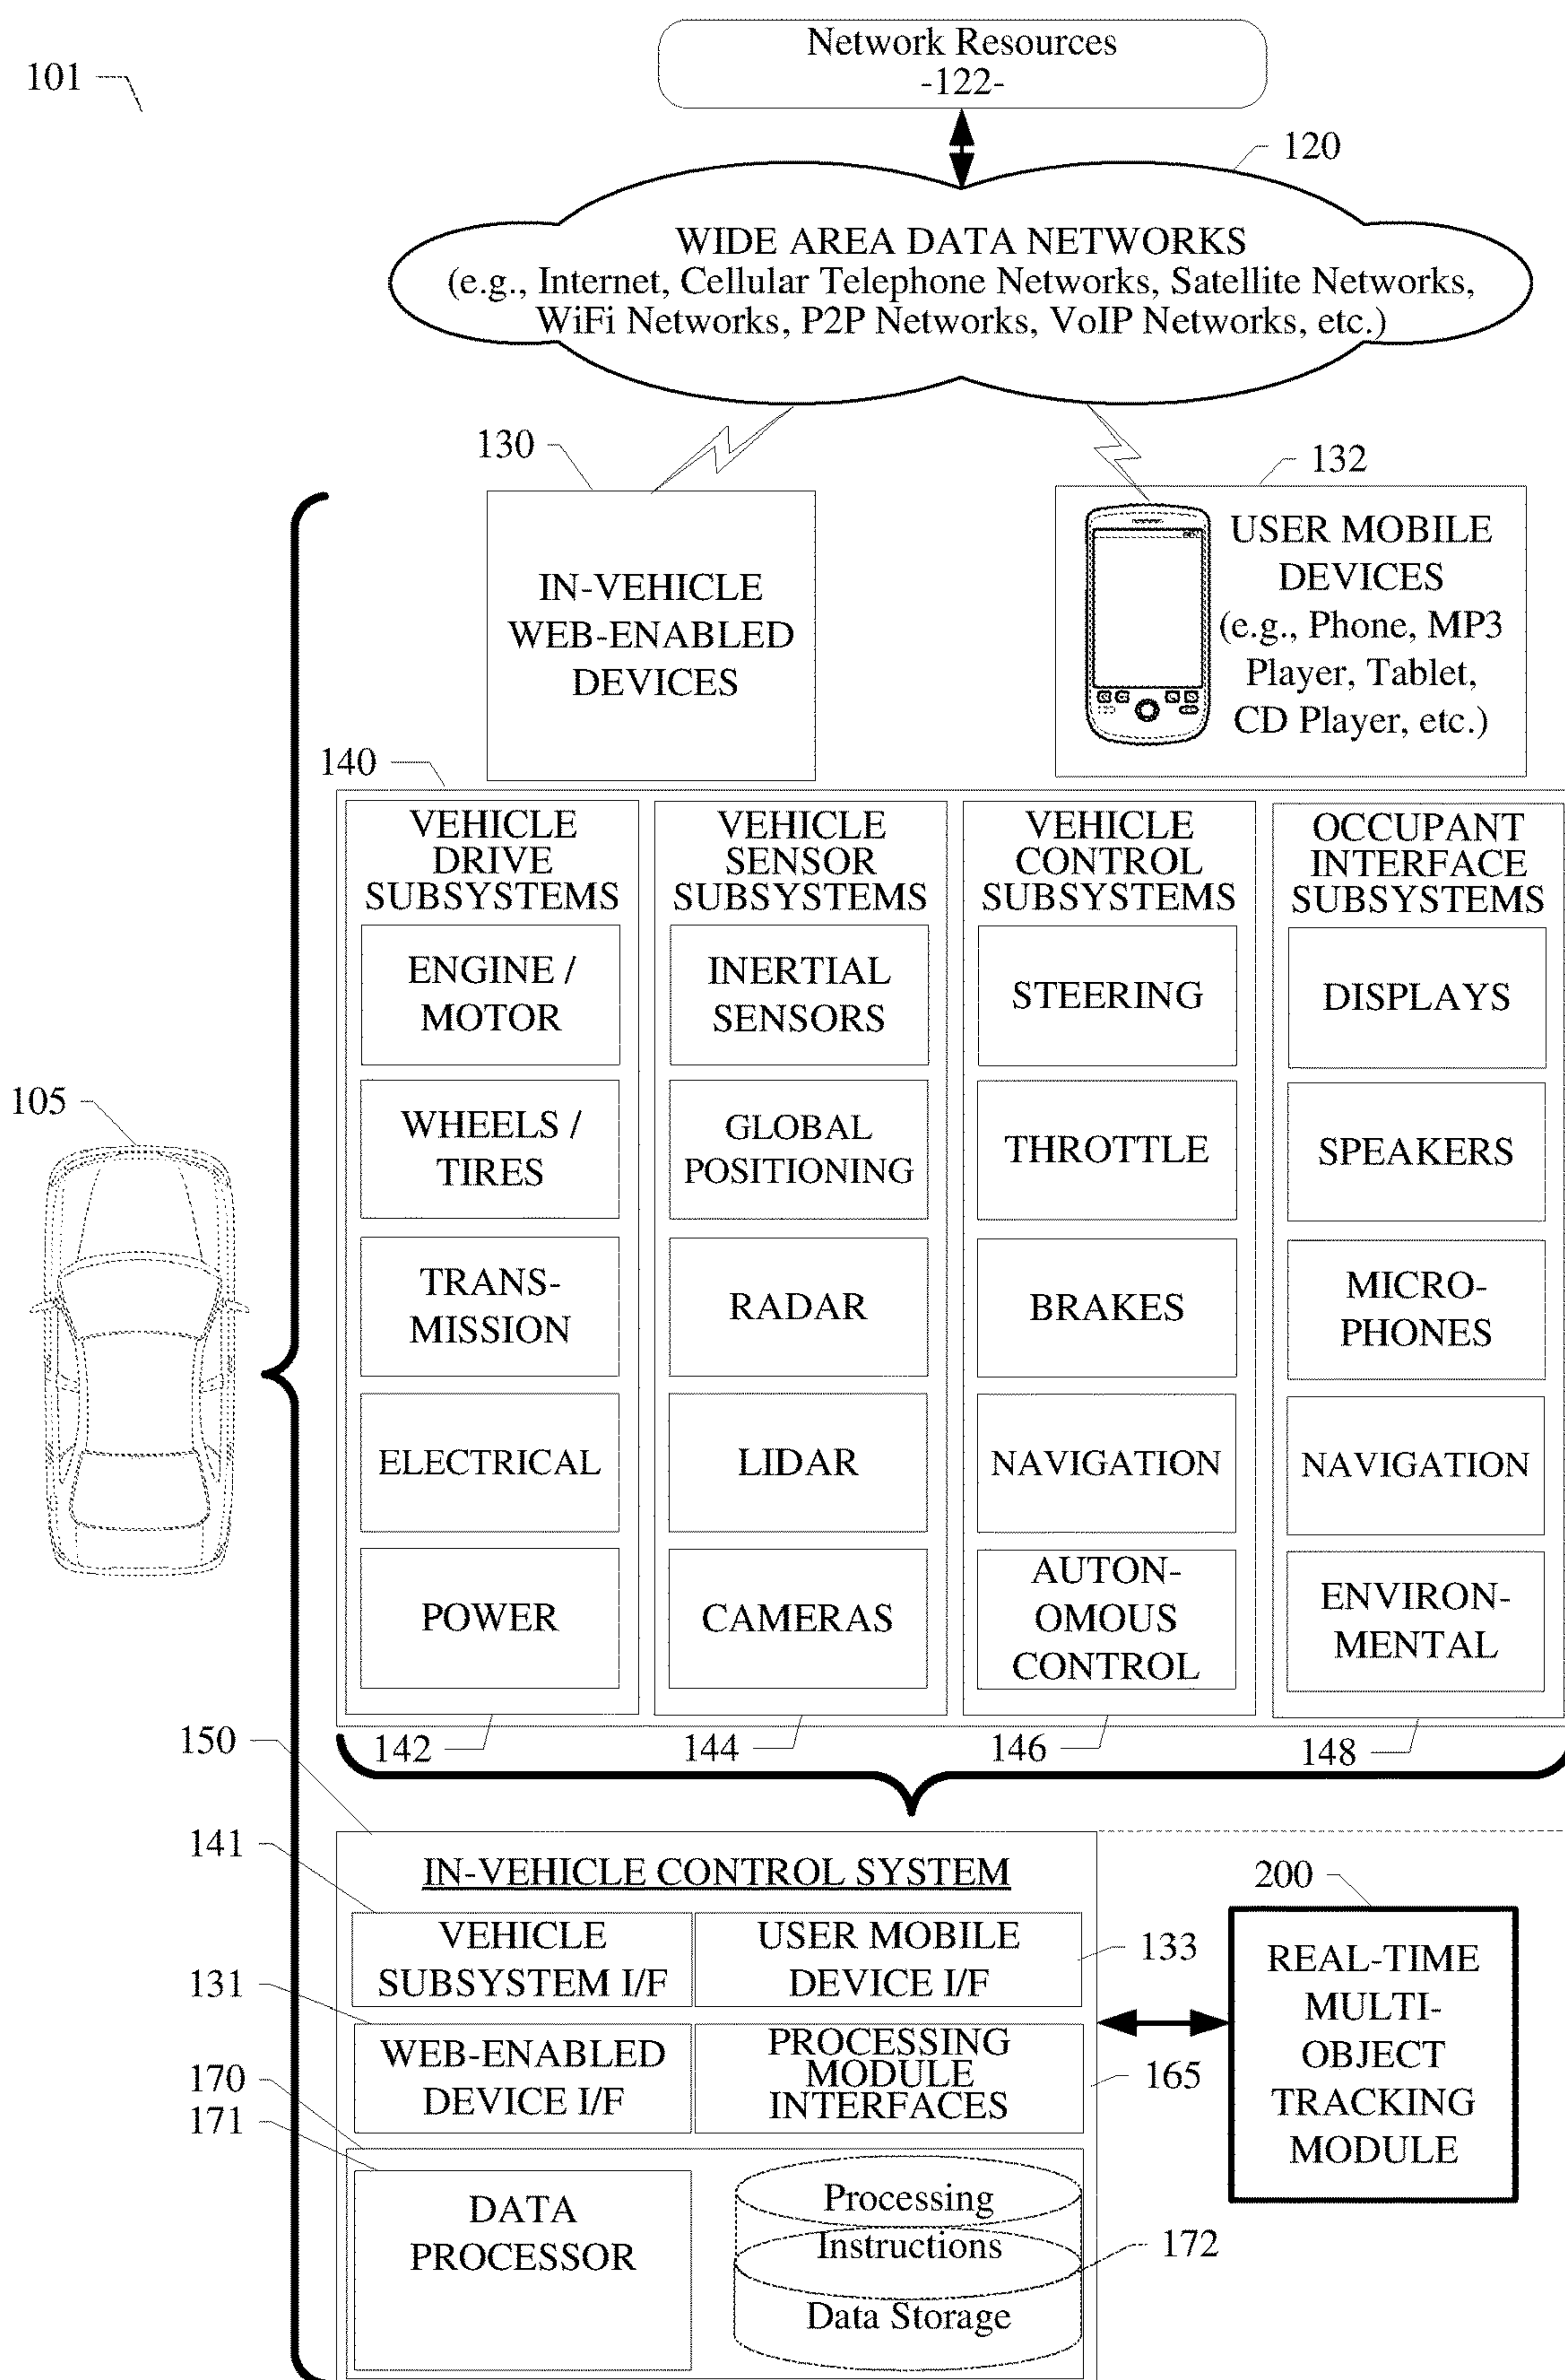 101
Network Resources
-122-
120
WIDE AREA DATA NETWORKS
(e.g., Internet, Cellular Telephone Networks, Satellite Networks,
WiFi Networks, P2P Networks, VoIP Networks, etc.)
130
132
IN-VEHICLE
WEB-ENABLED
DEVICES
USER MOBILE
DEVICES
(e.g., Phone, MP3
Player, Tablet,
CD Player, etc.)
140
VEHICLE
DRIVE
SUBSYSTEMS
ENGINE /
MOTOR
WHEELS /
TIRES
TRANS-
MISSION
ELECTRICAL
POWER
142
VEHICLE
SENSOR
SUBSYSTEMS
INERTIAL
SENSORS
GLOBAL
POSITIONING
RADAR
LIDAR
CAMERAS
144
VEHICLE
CONTROL
SUBSYSTEMS
STEERING
THROTTLE
BRAKES
NAVIGATION
AUTON-
OMOUS
CONTROL
146
OCCUPANT
INTERFACE
SUBSYSTEMS
DISPLAYS
SPEAKERS
MICRO-
PHONES
NAVIGATION
ENVIRON-
MENTAL
148
105
150
IN-VEHICLE CONTROL SYSTEM
141
VEHICLE
SUBSYSTEM I/F
USER MOBILE
DEVICE I/F
133
131
WEB-ENABLED
DEVICE I/F
PROCESSING
MODULE
INTERFACES
165
170
171
DATA
PROCESSOR
Processing
Instructions
Data Storage
172
200
REAL-TIME
MULTI-
OBJECT
TRACKING
MODULE